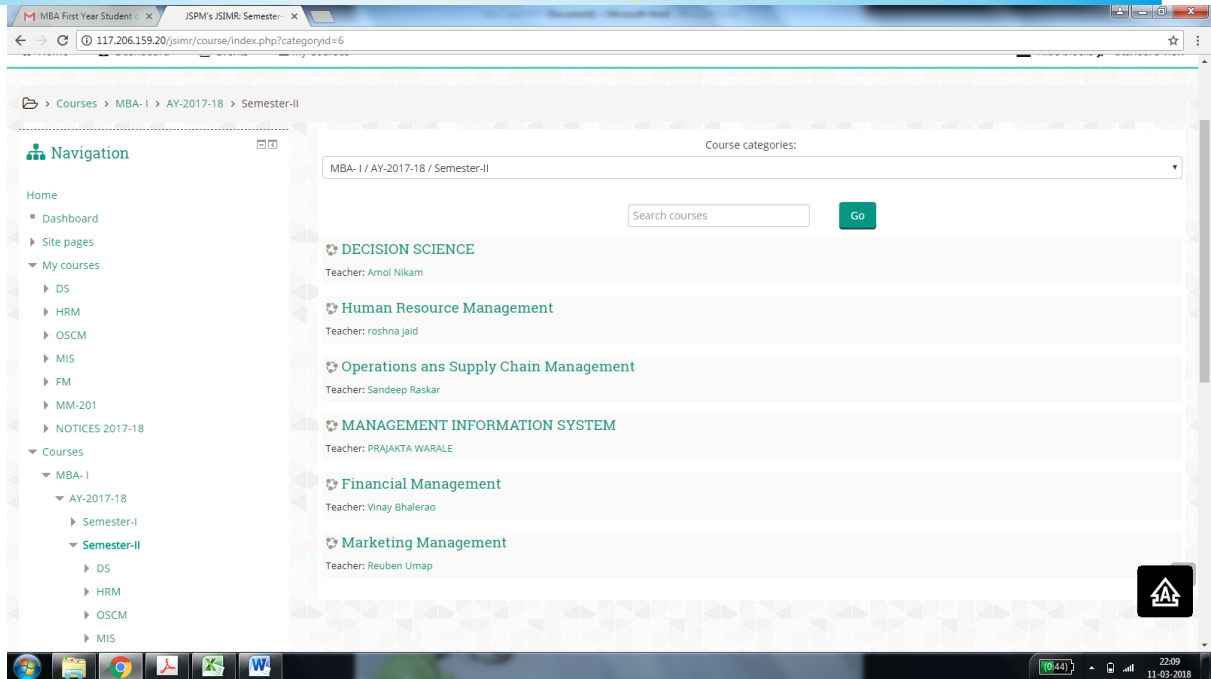 MBA First Year Student
JSPM's JSIMR: Semester-
117.206.159.20/jsimr/course/index.php?categoryid=6
Courses > MBA- I > AY-2017-18 > Semester-II
Navigation
Home
Dashboard
Site pages
My courses
DS
HRM
OSCM
MIS
FM
MM-201
NOTICES 2017-18
Courses
MBA- I
AY-2017-18
Semester-I
Semester-II
DS
HRM
OSCM
MIS
Course categories:
MBA- I / AY-2017-18 / Semester-II
Search courses Go
DECISION SCIENCE
Teacher: Amol Nikam
Human Resource Management
Teacher: roshna jaid
Operations ans Supply Chain Management
Teacher: Sandeep Raskar
MANAGEMENT INFORMATION SYSTEM
Teacher: PRAJAKTA WARALE
Financial Management
Teacher: Vinay Bhalerao
Marketing Management
Teacher: Reuben Umap
(0:44)
22:09
11-03-2018